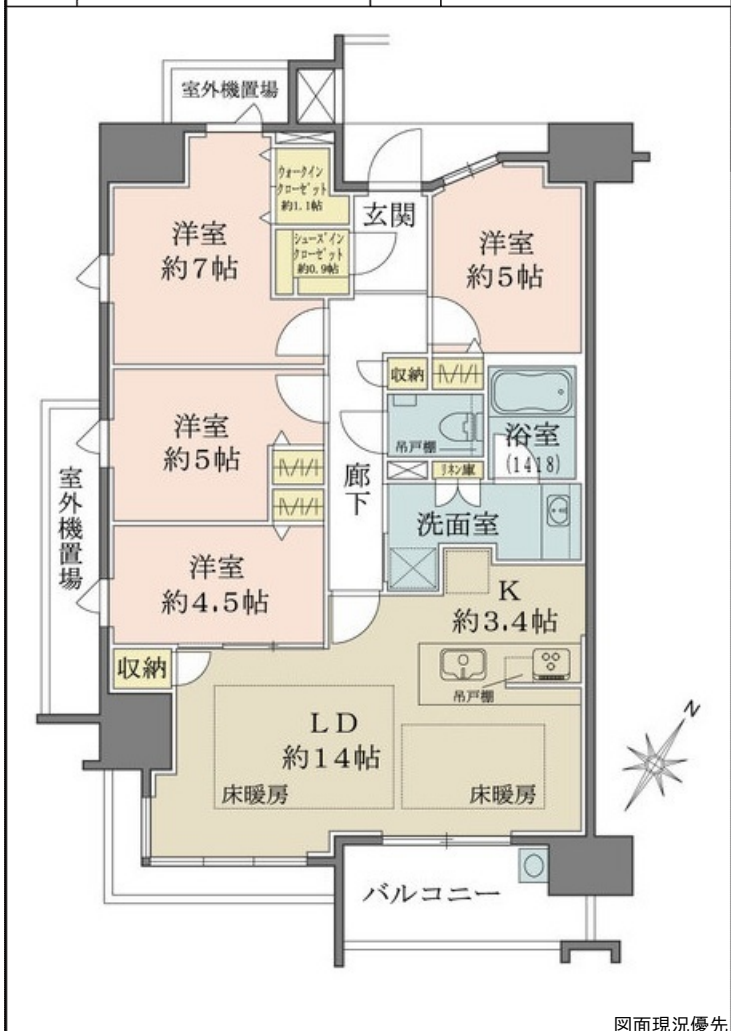 室外機置場
ウォークイン
クローゼット
約1.1帖
玄関
洋室
約7帖
シューズイン
クローゼット
約0.9帖
洋室
約5帖
収納
洋室
約5帖
吊戸棚
浴室
(1418)
リネン庫
廊下
室外機置場
洗面室
洋室
約4.5帖
K
約3.4帖
収納
吊戸棚
N
LD
約14帖
床暖房
床暖房
バルコニー
図面現況優先